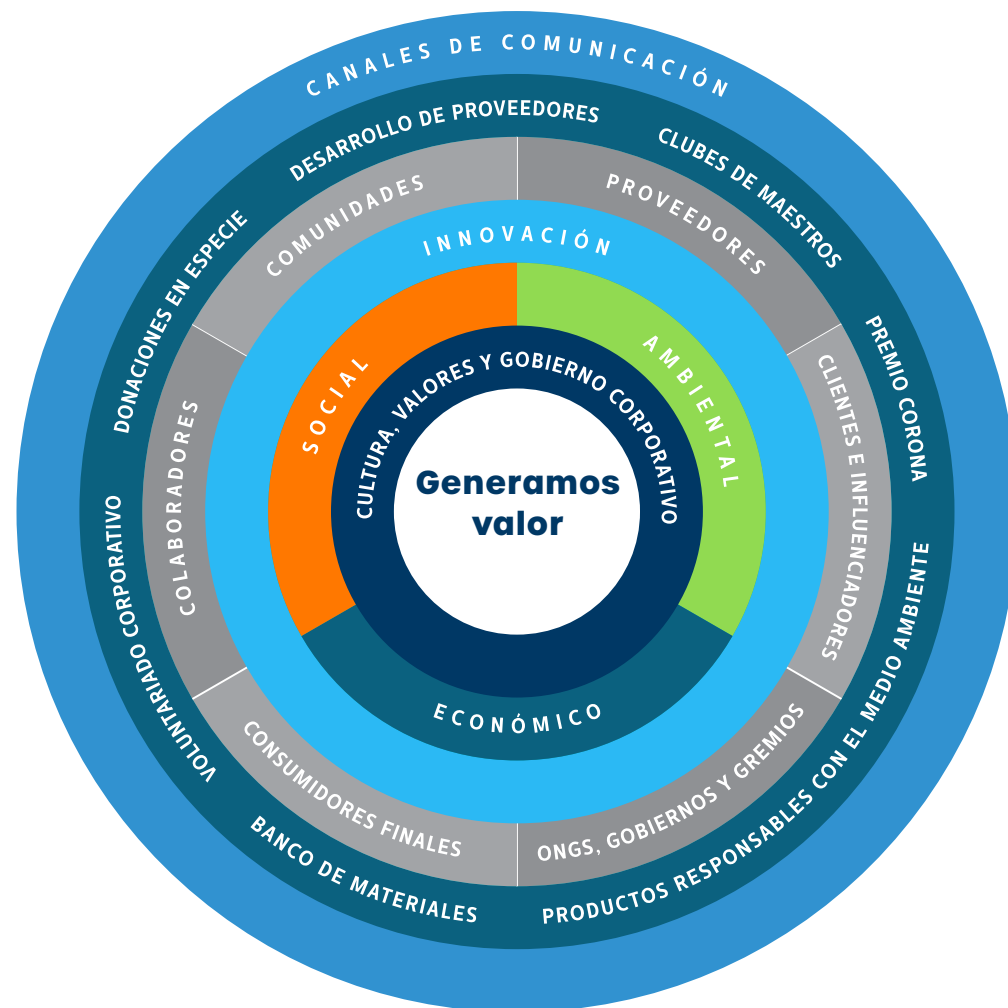 CANALES DE COMUNICACIÓN
DESARROLLO DE PROVEEDORES
CLUBES DE MAESTROS
PREMIO CORONA
PRODUCTOS RESPONSABLES CON EL MEDIO AMBIENTE
BANCO DE MATERIALES
VOLUNTARIADO CORPORATIVO
DONACIONES EN ESPECIE
COMUNIDADES
PROVEEDORES
CLIENTES E INFLUENCIADORES
ONGS, GOBIERNOS Y GREMIOS
CONSUMIDORES FINALES
COLABORADORES
INNOVACIÓN
SOCIAL
AMBIENTAL
ECONÓMICO
CULTURA, VALORES Y GOBIERNO CORPORATIVO
Generamos
valor